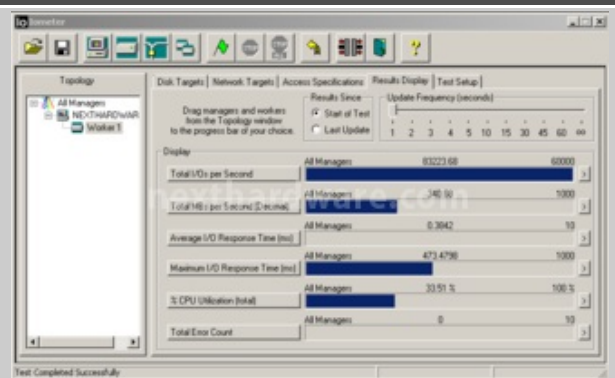 Iometer
Topology
All Managers
NEXTHARDWAR
Worker 1
Disk Targets
Network Targets
Access Specifications
Results Display
Test Setup
Drag managers and workers
from the Topology window
to the progress bar of your choice.
Results Since
Start of Test
Last Update
Update Frequency (seconds)
1 2 3 4 5 10 15 30 45 60 ∞
Display
Total I/Os per Second
All Managers 83223.68 60000
Total MBs per Second (Decimal)
All Managers 340.90 1000
Average I/O Response Time (ms)
All Managers 0.3842 10
Maximum I/O Response Time (ms)
All Managers 473.4798 1000
% CPU Utilization (total)
All Managers 33.51 % 100 %
Total Error Count
All Managers 0 10
nexthardware.com
Test Completed Successfully